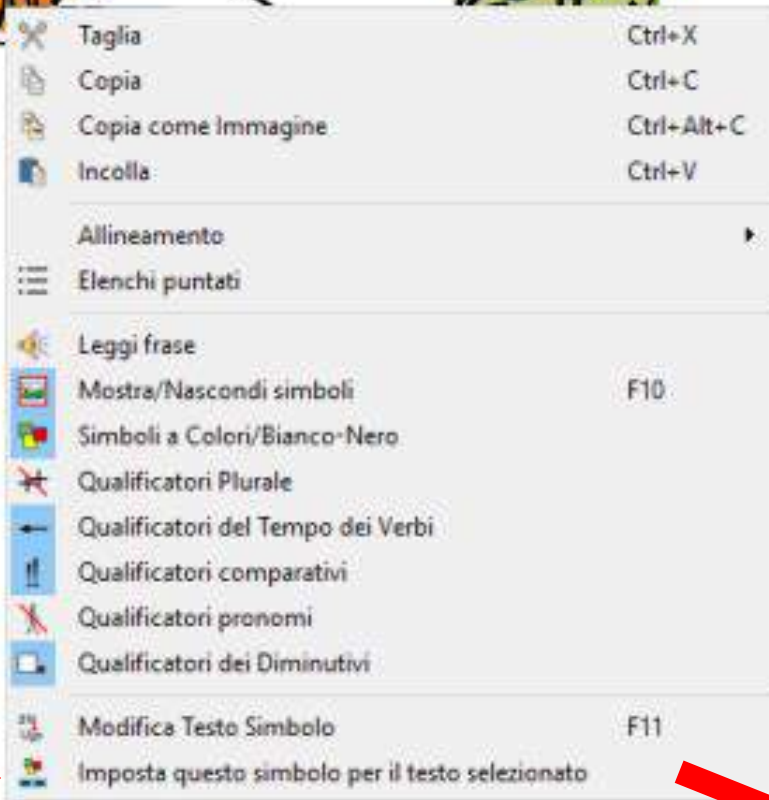 Taglia Ctrl+X
Copia Ctrl+C
Copia come Immagine Ctrl+Alt+C
Incolla Ctrl+V
Allineamento
Elenchi puntati
Leggi frase
Mostra/Nascondi simboli F10
Simboli a Colori/Bianco-Nero
Qualificatori Plurale
Qualificatori del Tempo dei Verbi
Qualificatori comparativi
Qualificatori pronomi
Qualificatori dei Diminutivi
Modifica Testo Simbolo F11
Imposta questo simbolo per il testo selezionato